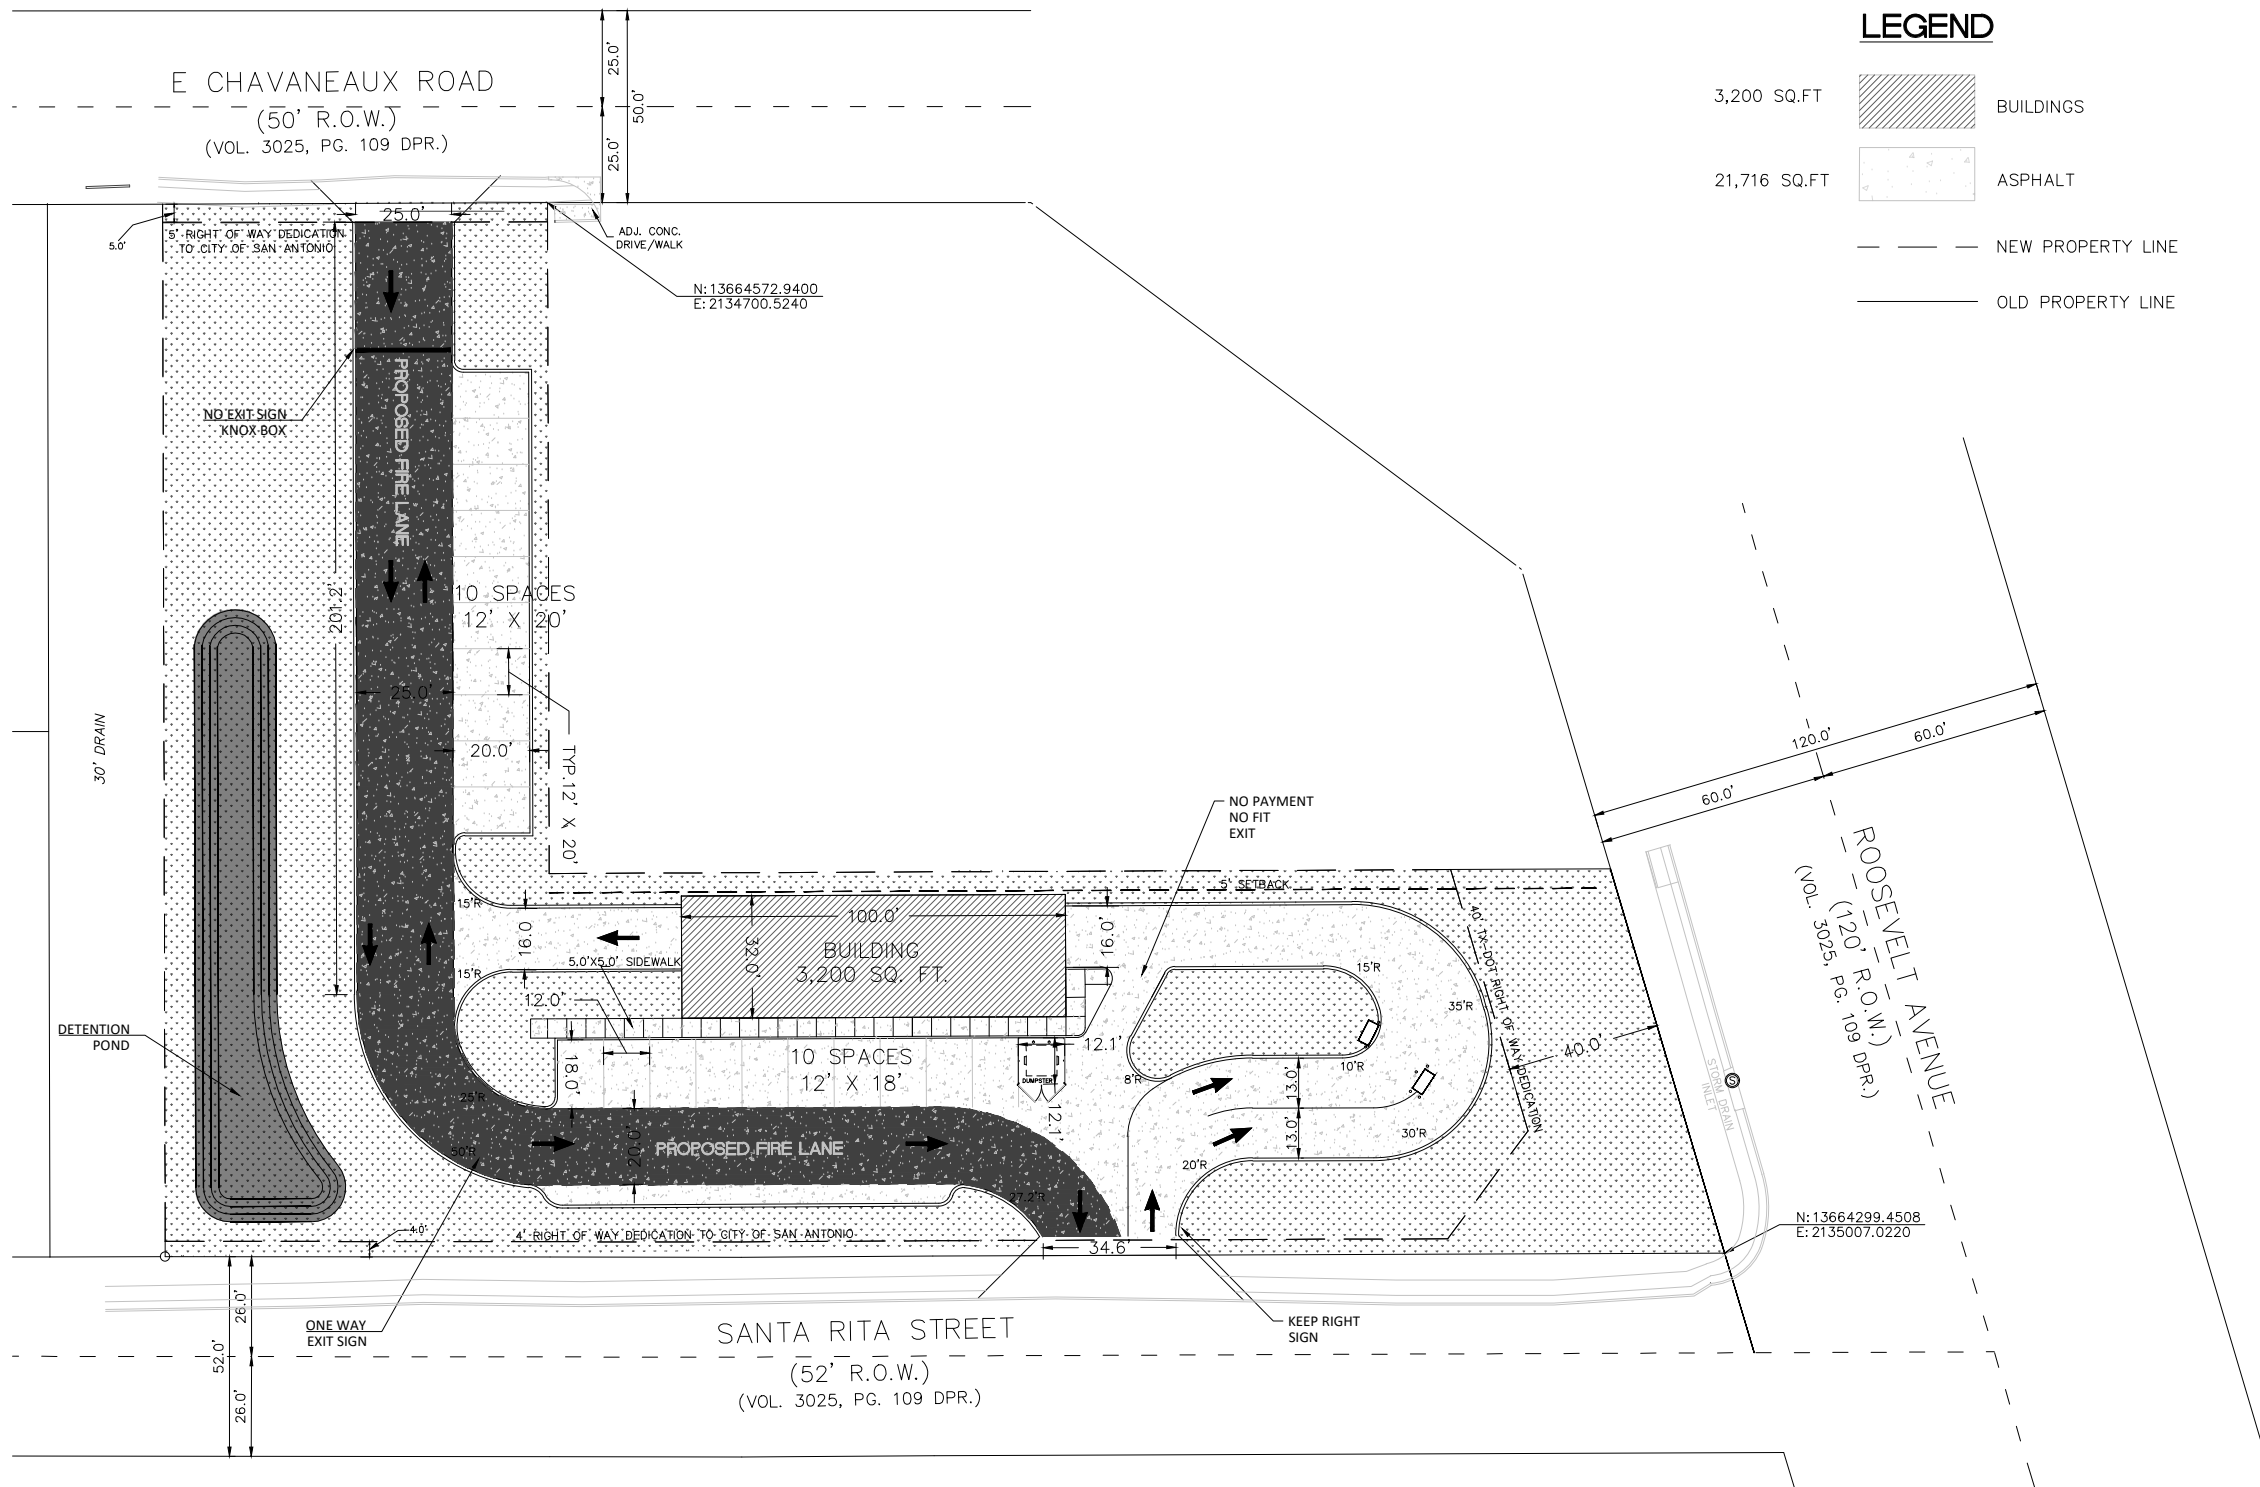 LEGEND
3,200 SQ.FT
BUILDINGS
21,716 SQ.FT
ASPHALT
NEW PROPERTY LINE
OLD PROPERTY LINE
E CHAVANEAUX ROAD
(50' R.O.W.)
(VOL. 3025, PG. 109 DPR.)
25.0'
25.0'
50.0'
25.0'
5.0'
5' RIGHT OF WAY DEDICATION
TO CITY OF SAN ANTONIO
ADJ. CONC.
DRIVE/WALK
N: 13664572.9400
E: 2134700.5240
NO EXIT SIGN
KNOX BOX
PROPOSED FIRE LANE
201.2'
10 SPACES
12' X 20'
25.0'
20.0'
TYP.12' X 20'
30' DRAIN
DETENTION
POND
NO PAYMENT
NO FIT
EXIT
5' SETBACK
15'R
16.0
15'R
5.0'X5.0' SIDEWALK
12.0'
18.0'
100.0'
32.0'
BUILDING
3,200 SQ. FT.
16.0'
10 SPACES
12' X 18'
DUMPSTER
12.1'
12.1'
8'R
15'R
35'R
10'R
13.0'
13.0'
30'R
20'R
25'R
50'R
20.0'
PROPOSED FIRE LANE
27.2'R
34.6'
40' TX-DOT RIGHT OF WAY DEDICATION
40.0'
STORM DRAIN
INLET
S
120.0'
60.0'
60.0'
ROOSEVELT AVENUE
(120' R.O.W.)
(VOL. 3025, PG. 109 DPR.)
N: 13664299.4508
E: 2135007.0220
4.0'
4' RIGHT OF WAY DEDICATION TO CITY OF SAN ANTONIO
ONE WAY
EXIT SIGN
KEEP RIGHT
SIGN
26.0'
52.0'
26.0'
SANTA RITA STREET
(52' R.O.W.)
(VOL. 3025, PG. 109 DPR.)